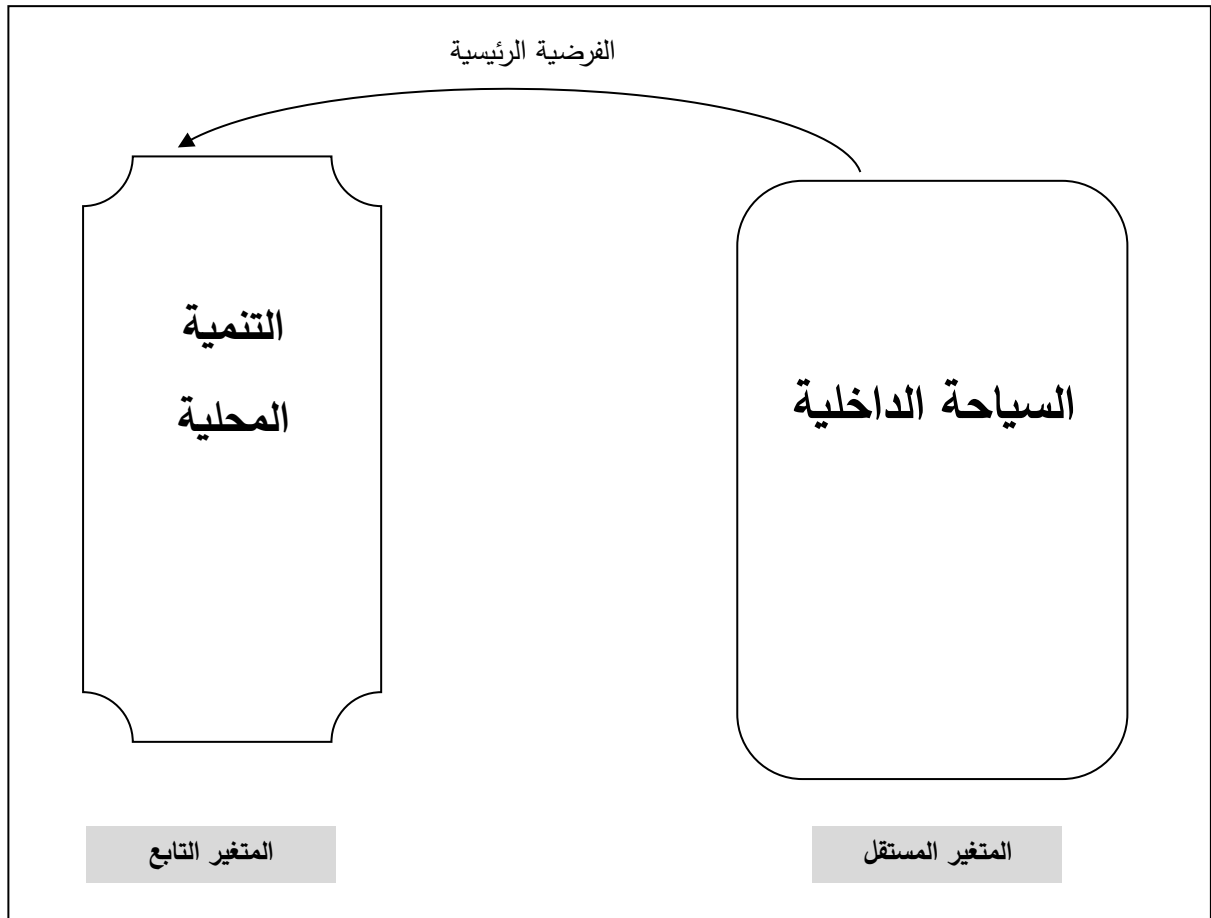 الفرضية الرئيسية
السياحة الداخلية
التنمية
المحلية
المتغير المستقل
المتغير التابع